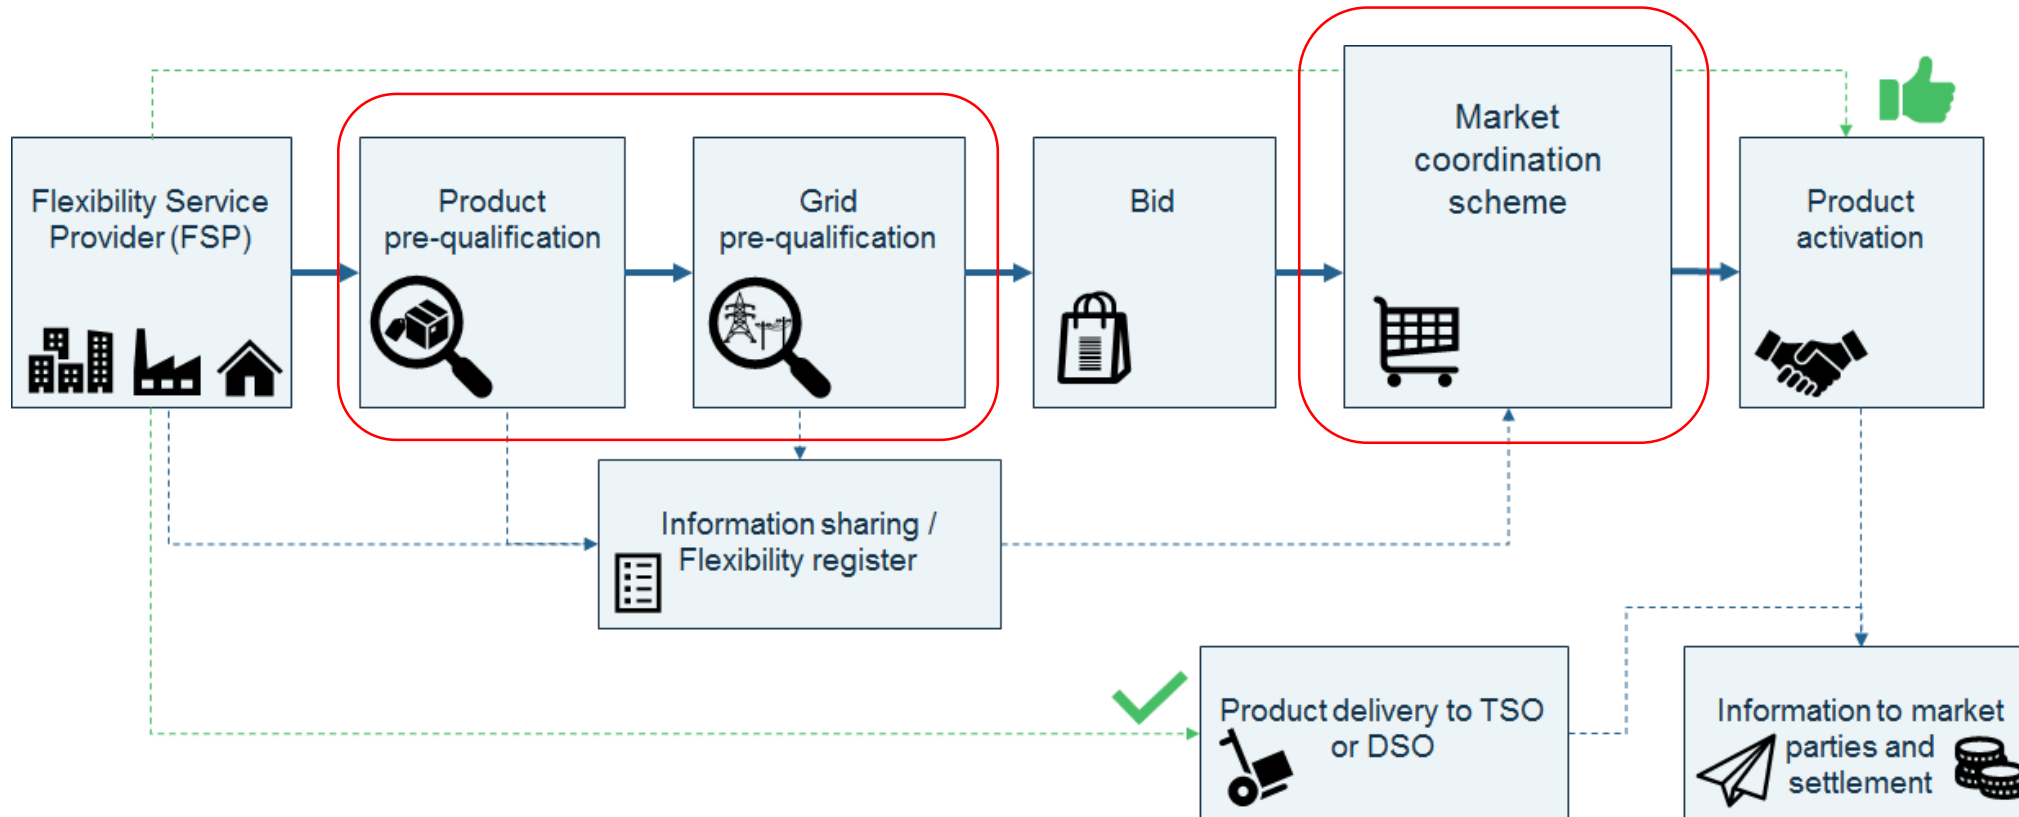 Flexibility Service
Provider (FSP)
Product
pre-qualification
Grid
pre-qualification
Bid
Market
coordination
scheme
Product
activation
Information sharing /
Flexibility register
Product delivery to TSO
or DSO
Information to market
parties and
settlement